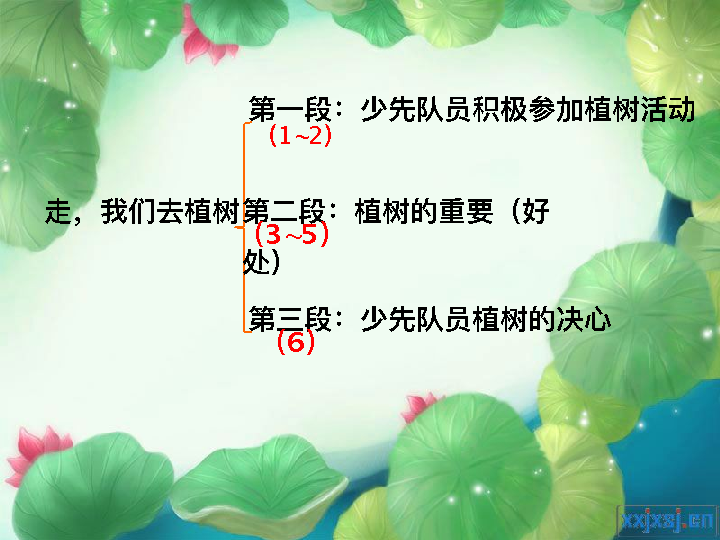 第一段：少先队员积极参加植树活动
（1~2）
走，我们去植树
第二段：植树的重要（好
（3~5）
处）
第三段：少先队员植树的决心
（6）
xxjxsj.cn